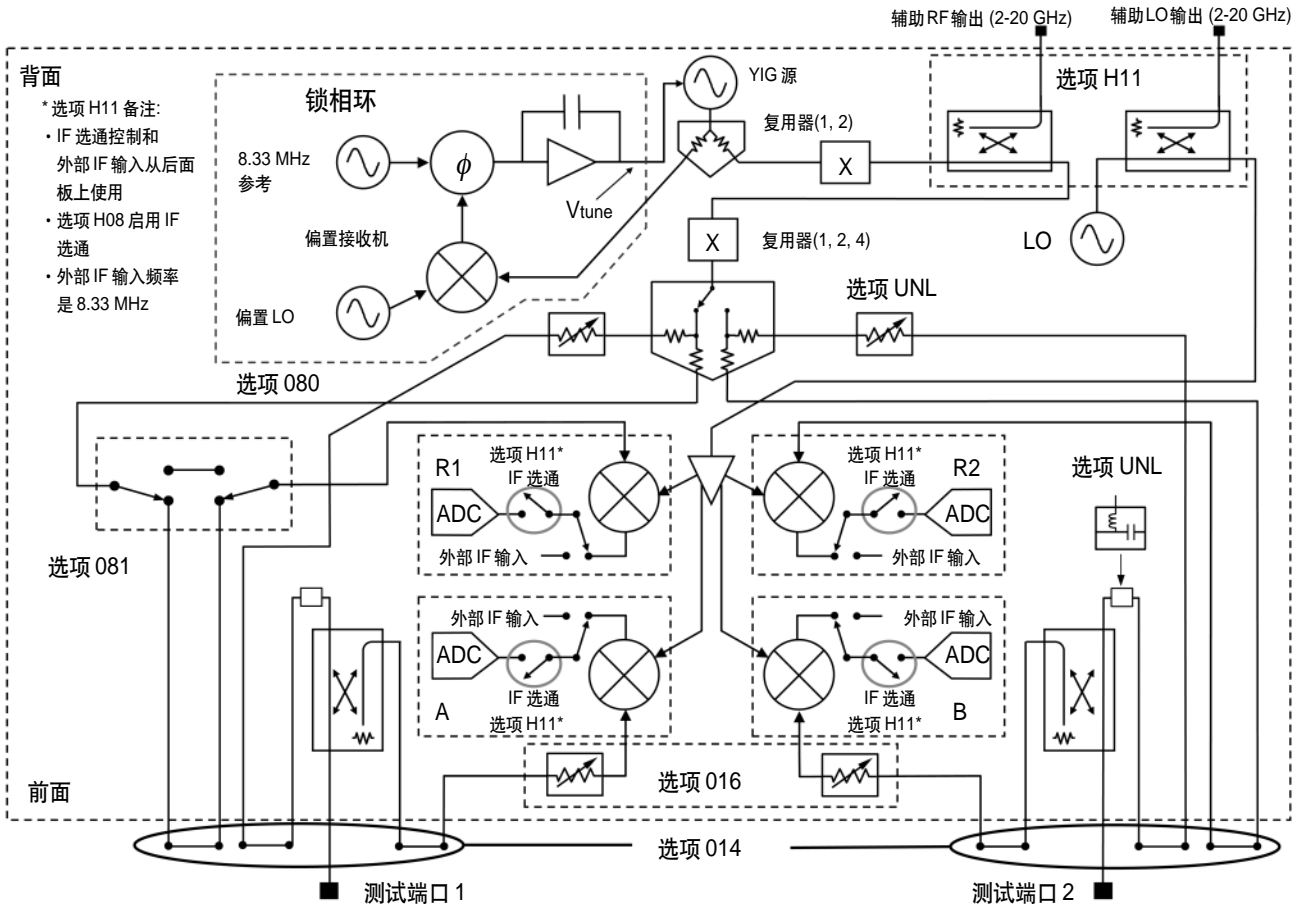 辅助RF 输出 (2-20 GHz)
辅助LO 输出 (2-20 GHz)
背面
* 选项 H11 备注:
・IF 选通控制和
外部 IF 输入从后面
板上使用
・选项 H08 启用 IF
选通
・外部 IF 输入频率
是 8.33 MHz
锁相环
8.33 MHz
参考
ϕ
Vtune
偏置接收机
偏置 LO
选项 080
YIG 源
复用器(1, 2)
X
选项 H11
X
复用器(1, 2, 4)
LO
选项 UNL
选项 081
R1
选项 H11*
IF 选通
ADC
外部 IF 输入
选项 H11*
IF 选通
R2
ADC
外部 IF 输入
选项 UNL
外部 IF 输入
ADC
IF 选通
选项 H11*
A
外部 IF 输入
ADC
IF 选通
选项 H11*
B
选项 016
前面
选项 014
测试端口 1
测试端口 2